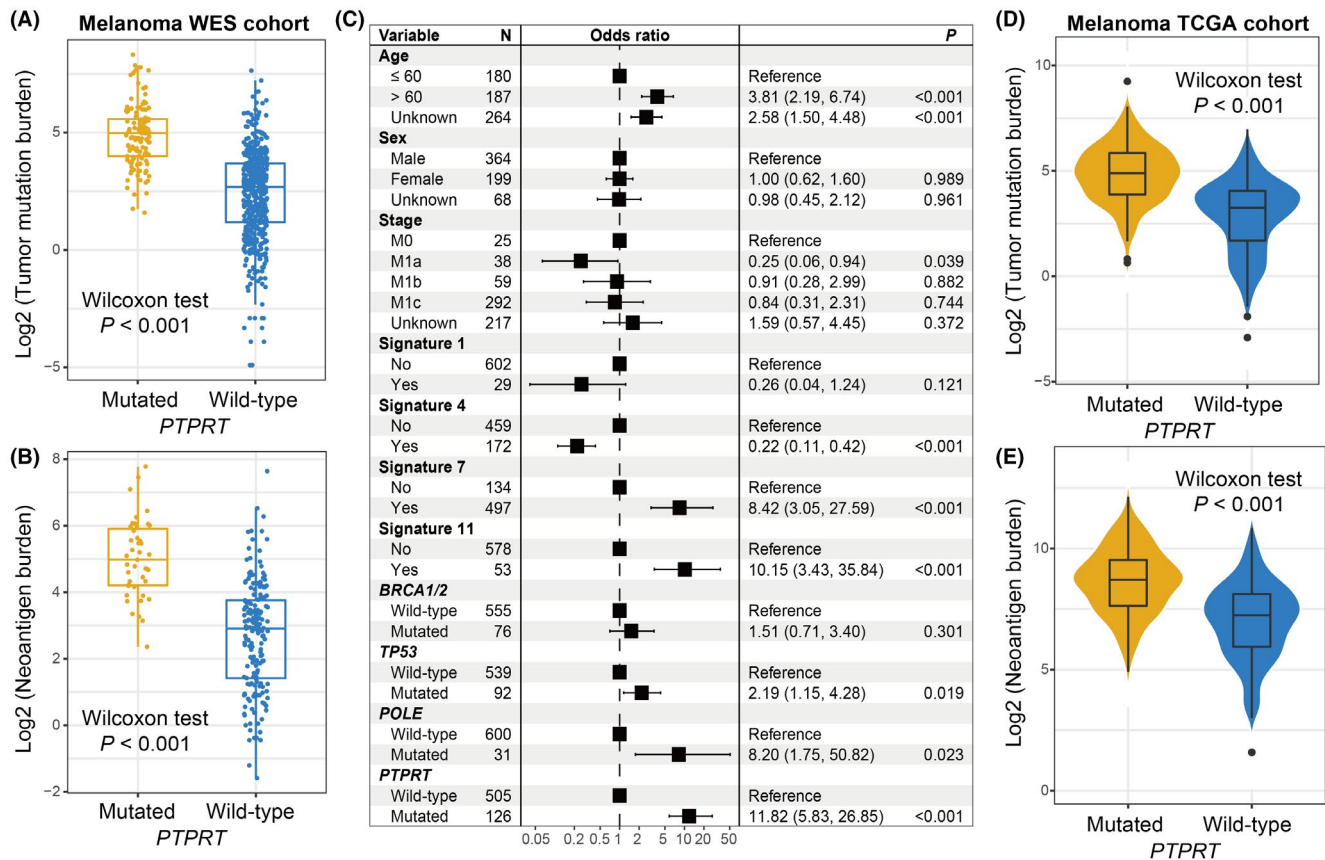 (A)
Melanoma WES cohort
Log2 (Tumor mutation burden)
5
0
−5
Wilcoxon test
P < 0.001
Mutated Wild-type
PTPRT
(B)
Log2 (Neoantigen burden)
8
6
4
2
0
−2
Wilcoxon test
P < 0.001
Mutated Wild-type
PTPRT
(C)
Variable N Odds ratio P
Age
≤ 60 180 Reference
> 60 187 3.81 (2.19, 6.74) <0.001
Unknown 264 2.58 (1.50, 4.48) <0.001
Sex
Male 364 Reference
Female 199 1.00 (0.62, 1.60) 0.989
Unknown 68 0.98 (0.45, 2.12) 0.961
Stage
M0 25 Reference
M1a 38 0.25 (0.06, 0.94) 0.039
M1b 59 0.91 (0.28, 2.99) 0.882
M1c 292 0.84 (0.31, 2.31) 0.744
Unknown 217 1.59 (0.57, 4.45) 0.372
Signature 1
No 602 Reference
Yes 29 0.26 (0.04, 1.24) 0.121
Signature 4
No 459 Reference
Yes 172 0.22 (0.11, 0.42) <0.001
Signature 7
No 134 Reference
Yes 497 8.42 (3.05, 27.59) <0.001
Signature 11
No 578 Reference
Yes 53 10.15 (3.43, 35.84) <0.001
BRCA1/2
Wild-type 555 Reference
Mutated 76 1.51 (0.71, 3.40) 0.301
TP53
Wild-type 539 Reference
Mutated 92 2.19 (1.15, 4.28) 0.019
POLE
Wild-type 600 Reference
Mutated 31 8.20 (1.75, 50.82) 0.023
PTPRT
Wild-type 505 Reference
Mutated 126 11.82 (5.83, 26.85) <0.001
0.05 0.2 0.5 1 2 5 10 20 50
(D)
Melanoma TCGA cohort
Log2 (Tumor mutation burden)
10
5
0
−5
Wilcoxon test
P < 0.001
Mutated Wild-type
PTPRT
(E)
Log2 (Neoantigen burden)
10
5
0
Wilcoxon test
P < 0.001
Mutated Wild-type
PTPRT